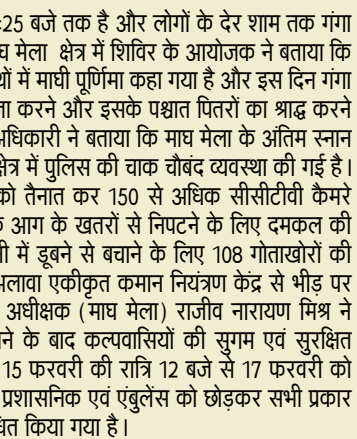 :25 बजे तक है और लोगों के देर शाम तक गंगा
घ मेला क्षेत्र में शिविर के आयोजक ने बताया कि
थों में माघी पूर्णिमा कहा गया है और इस दिन गंगा
ता करने और इसके पश्चात पितरों का श्राद्ध करने
अधिकारी ने बताया कि माघ मेला के अंतिम स्नान
क्षेत्र में पुलिस की चाक चौबंद व्यवस्था की गई है।
को तैनात कर 150 से अधिक सीसीटीवी कैमरे
क आग के खतरों से निपटने के लिए दमकल की
नी में डूबने से बचाने के लिए 108 गोताखोरों की
अलावा एकीकृत कमान नियंत्रण केंद्र से भीड़ पर
अधीक्षक (माघ मेला) राजीव नारायण मिश्र ने
ाने के बाद कल्पवासियों की सुगम एवं सुरक्षित
15 फरवरी की रात्रि 12 बजे से 17 फरवरी को
प्रशासनिक एवं एंबुलेंस को छोड़कर सभी प्रकार
धित किया गया है।